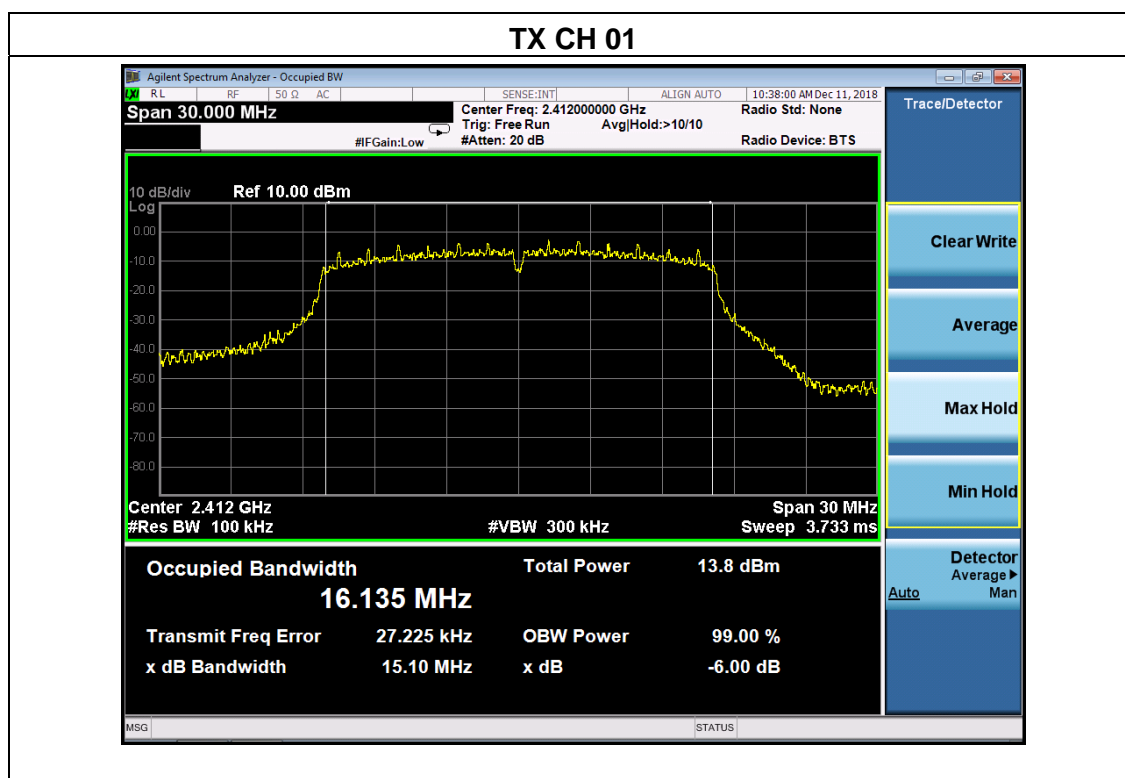 TX CH 01
Agilent Spectrum Analyzer - Occupied BW
LXI RL RF 50 Ω AC SENSE:INT ALIGN AUTO 10:38:00 AM Dec 11, 2018
Span 30.000 MHz
Center Freq: 2.412000000 GHz Radio Std: None
Trig: Free Run Avg|Hold:>10/10
#IFGain:Low #Atten: 20 dB Radio Device: BTS
10 dB/div Ref 10.00 dBm
Log
0.00
-10.0
-20.0
-30.0
-40.0
-50.0
-60.0
-70.0
-80.0
Center 2.412 GHz Span 30 MHz
#Res BW 100 kHz #VBW 300 kHz Sweep 3.733 ms
Occupied Bandwidth Total Power 13.8 dBm
16.135 MHz
Transmit Freq Error 27.225 kHz OBW Power 99.00 %
x dB Bandwidth 15.10 MHz x dB -6.00 dB
MSG STATUS
Trace/Detector
Clear Write
Average
Max Hold
Min Hold
Detector
Average▶
Auto Man